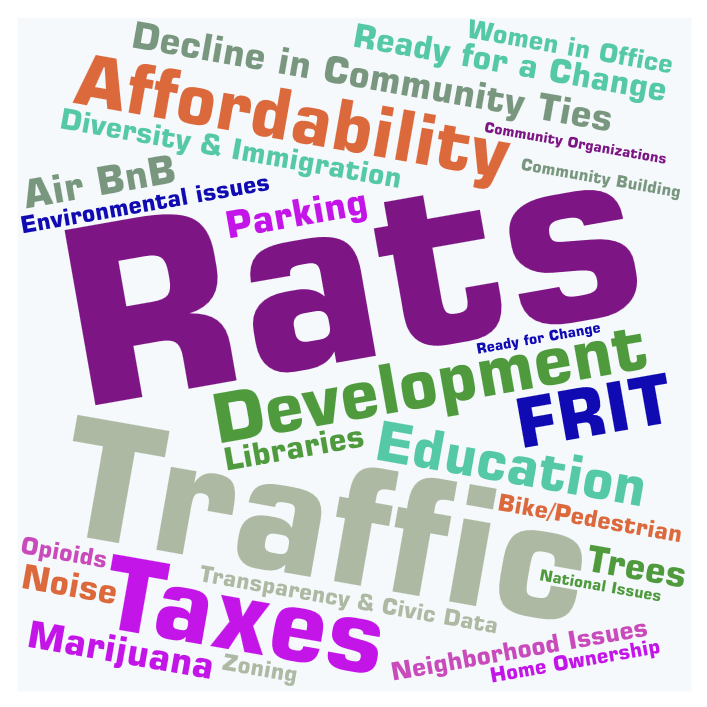 Women in Office
Ready for a Change
Decline in Community Ties
Affordability
Diversity & Immigration
Community Organizations
Community Building
Air BnB
Environmental issues
Parking
Rats
Ready for Change
Development
FRIT
Libraries
Education
Traffic
Bike/Pedestrian
Opioids
Trees
National Issues
Noise
Taxes
Transparency & Civic Data
Marijuana
Zoning
Neighborhood Issues
Home Ownership